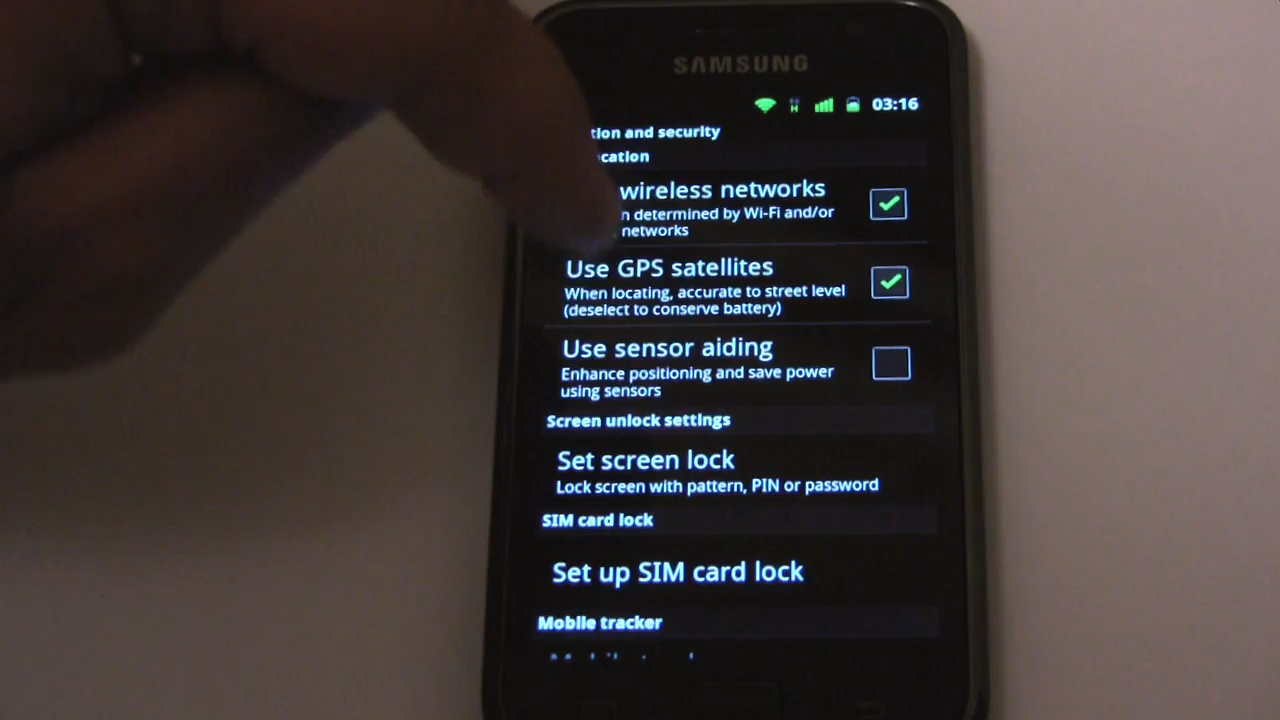 SAMSUNG
03:16
tion and security
cation
wireless networks
n determined by Wi-Fi and/or
networks
Use GPS satellites
When locating, accurate to street level
(deselect to conserve battery)
Use sensor aiding
Enhance positioning and save power
using sensors
Screen unlock settings
Set screen lock
Lock screen with pattern, PIN or password
SIM card lock
Set up SIM card lock
Mobile tracker